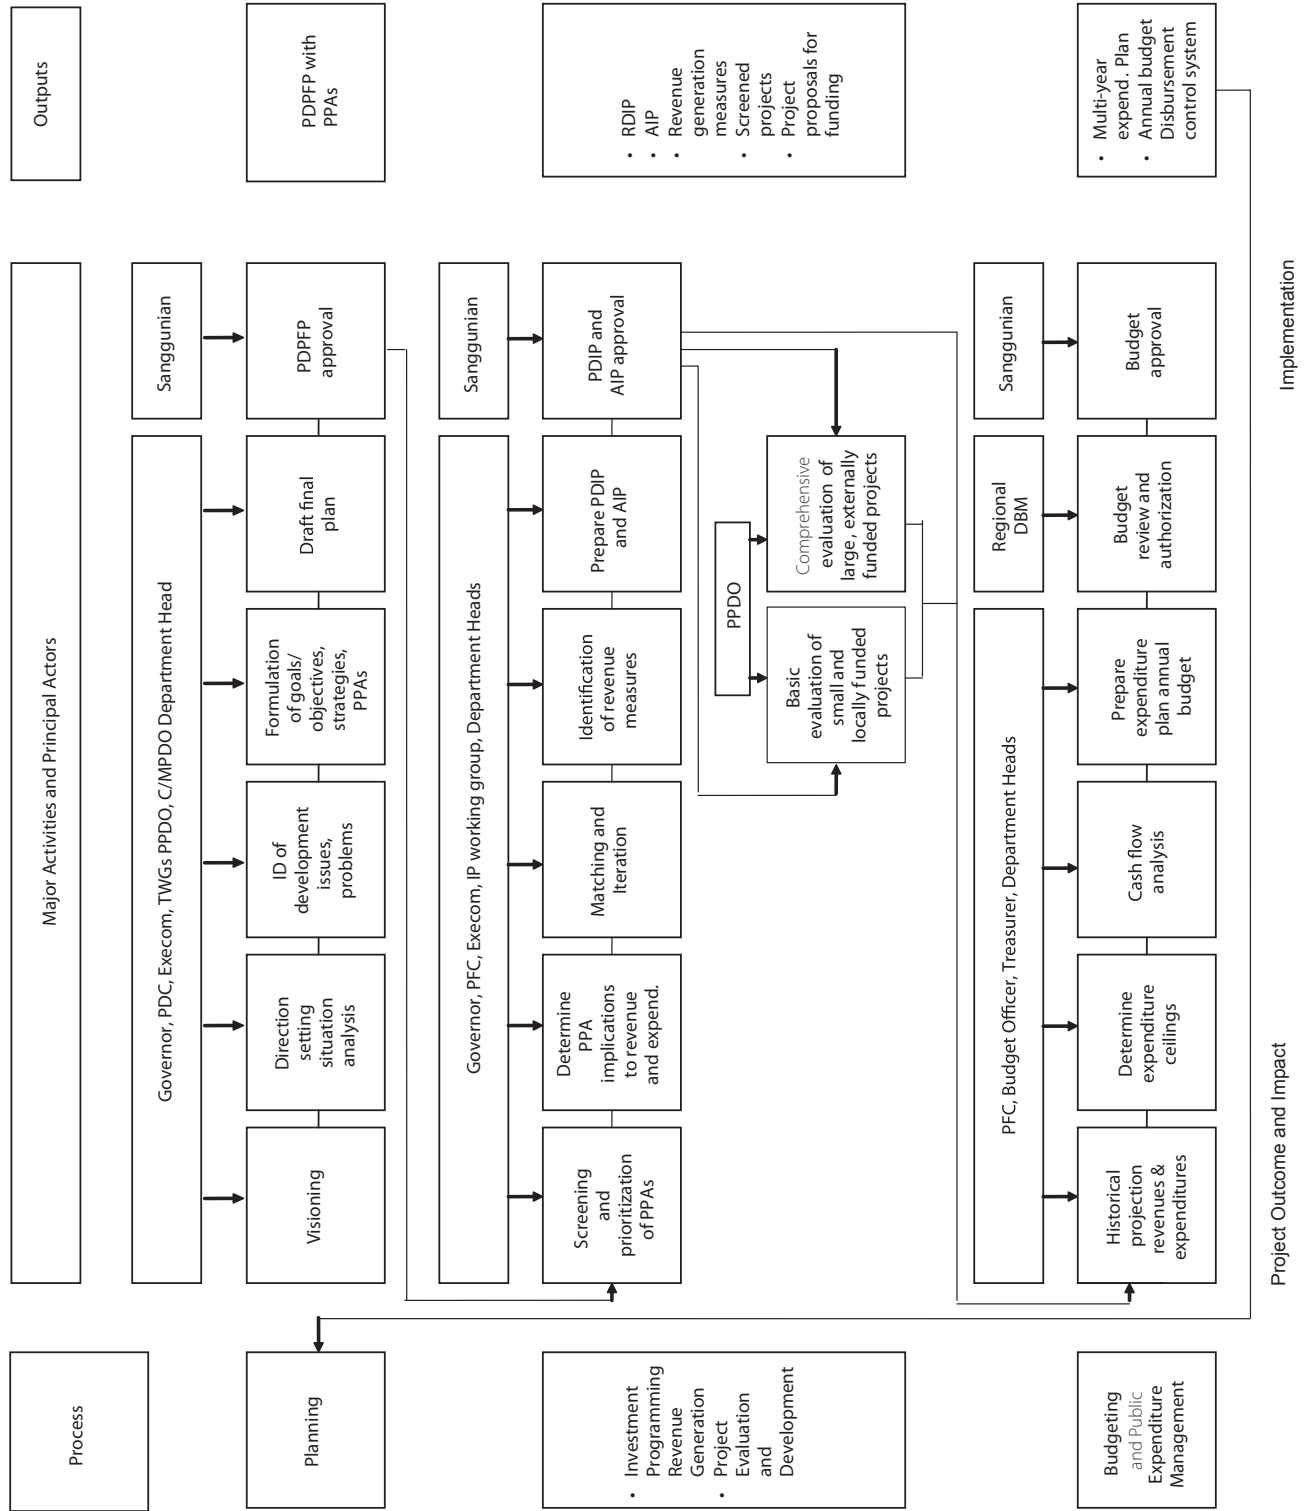 Process
Major Activities and Principal Actors
Outputs
Governor, PDC, Execom, TWGs PPDO, C/MPDO Department Head
Sanggunian
Planning
Visioning
Direction
setting
situation
analysis
ID of
development
issues,
problems
Formulation
of goals/
objectives,
strategies,
PPAs
Draft final
plan
PDPFP
approval
PDPFP with
PPAs
Governor, PFC, Execom, IP working group, Department Heads
Sanggunian
• Investment
Programming
Revenue
Generation
• Project
Evaluation
and
Development
Screening
and
prioritization
of PPAs
Determine
PPA
implications
to revenue
and expend.
Matching and
Iteration
Identification
of revenue
measures
Prepare PDIP
and AIP
PDIP and
AIP approval
• RDIP
• AIP
• Revenue
generation
measures
• Screened
projects
• Project
proposals for
funding
PPDO
Basic
evaluation of
small and
locally funded
projects
Comprehensive
evaluation of
large, externally
funded projects
PFC, Budget Officer, Treasurer, Department Heads
Regional
DBM
Sanggunian
Budgeting
and Public
Expenditure
Management
Historical
projection
revenues &
expenditures
Determine
expenditure
ceilings
Cash flow
analysis
Prepare
expenditure
plan annual
budget
Budget
review and
authorization
Budget
approval
• Multi-year
expend. Plan
• Annual budget
Disbursement
control system
Project Outcome and Impact
Implementation